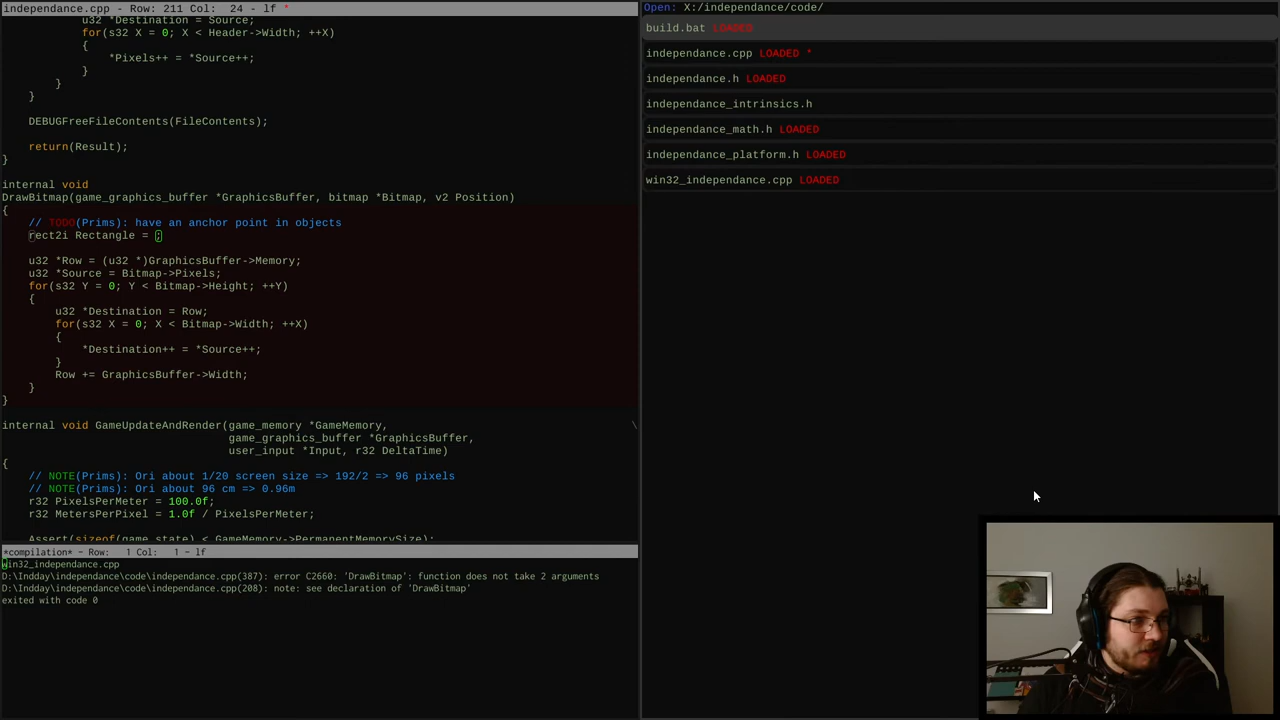 independance.cpp - Row: 211 Col:  24 - lf *
u32 *Destination = Source;
for(s32 X = 0; X < Header->Width; ++X)
{
*Pixels++ = *Source++;
}
}
}
DEBUGFreeFileContents(FileContents);
return(Result);
}
internal void
DrawBitmap(game_graphics_buffer *GraphicsBuffer, bitmap *Bitmap, v2 Position)
{
// TODO(Prims): have an anchor point in objects
rect2i Rectangle = ;
u32 *Row = (u32 *)GraphicsBuffer->Memory;
u32 *Source = Bitmap->Pixels;
for(s32 Y = 0; Y < Bitmap->Height; ++Y)
{
u32 *Destination = Row;
for(s32 X = 0; X < Bitmap->Width; ++X)
{
*Destination++ = *Source++;
}
Row += GraphicsBuffer->Width;
}
}
internal void GameUpdateAndRender(game_memory *GameMemory, \
game_graphics_buffer *GraphicsBuffer,
user_input *Input, r32 DeltaTime)
{
// NOTE(Prims): Ori about 1/20 screen size => 192/2 => 96 pixels
// NOTE(Prims): Ori about 96 cm => 0.96m
r32 PixelsPerMeter = 100.0f;
r32 MetersPerPixel = 1.0f / PixelsPerMeter;
Assert(sizeof(game_state) < GameMemory->PermanentMemorySize);
*compilation* - Row:  1 Col:  1 - lf
win32_independance.cpp
D:\Indday\independance\code\independance.cpp(387): error C2660: 'DrawBitmap': function does not take 2 arguments
D:\Indday\independance\code\independance.cpp(208): note: see declaration of 'DrawBitmap'
exited with code 0
Open: X:/independance/code/
build.bat LOADED
independance.cpp LOADED *
independance.h LOADED
independance_intrinsics.h
independance_math.h LOADED
independance_platform.h LOADED
win32_independance.cpp LOADED